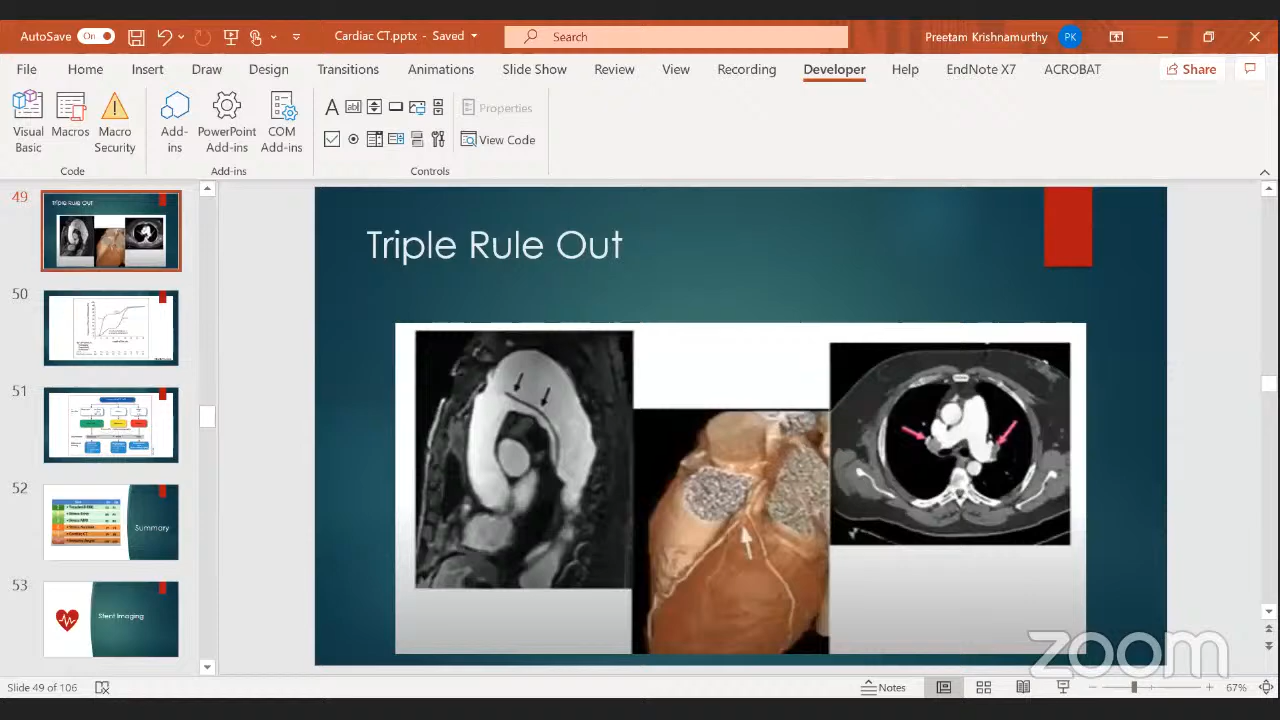 AutoSave On Cardiac CT.pptx - Saved Search Preetam Krishnamurthy PK
File Home Insert Draw Design Transitions Animations Slide Show Review View Recording Developer Help EndNote X7 ACROBAT Share
Visual Basic
Macros
Macro Security
Add-ins
PowerPoint Add-ins
COM Add-ins
Properties
View Code
Code Add-ins Controls
49
Triple Rule Out
50
51
52
Summary
53
Stent Imaging
Triple Rule Out
zoom
Slide 49 of 106 Notes 67%